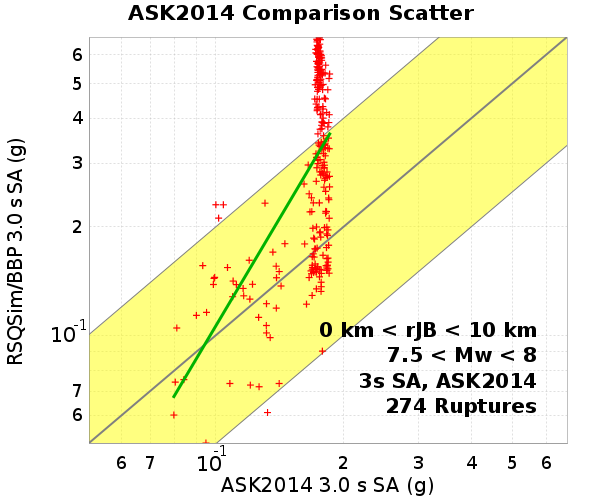 ASK2014 Comparison Scatter
RSQSim/BBP 3.0 s SA (g)
6
5
4
3
2
10-1
7
6
0 km < rJB < 10 km
7.5 < Mw < 8
3s SA, ASK2014
274 Ruptures
6 7 10-1 2 3 4 5 6
ASK2014 3.0 s SA (g)